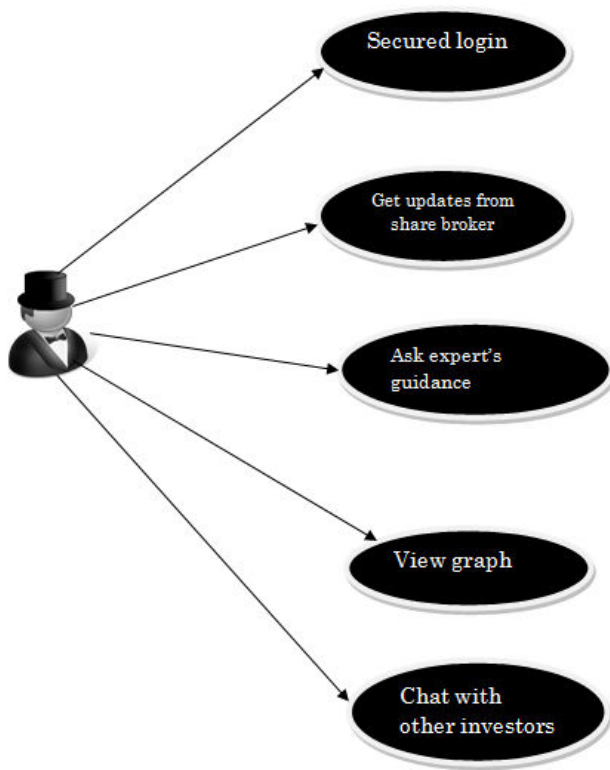 Secured login
Get updates from
share broker
Ask expert's
guidance
View graph
Chat with
other investors